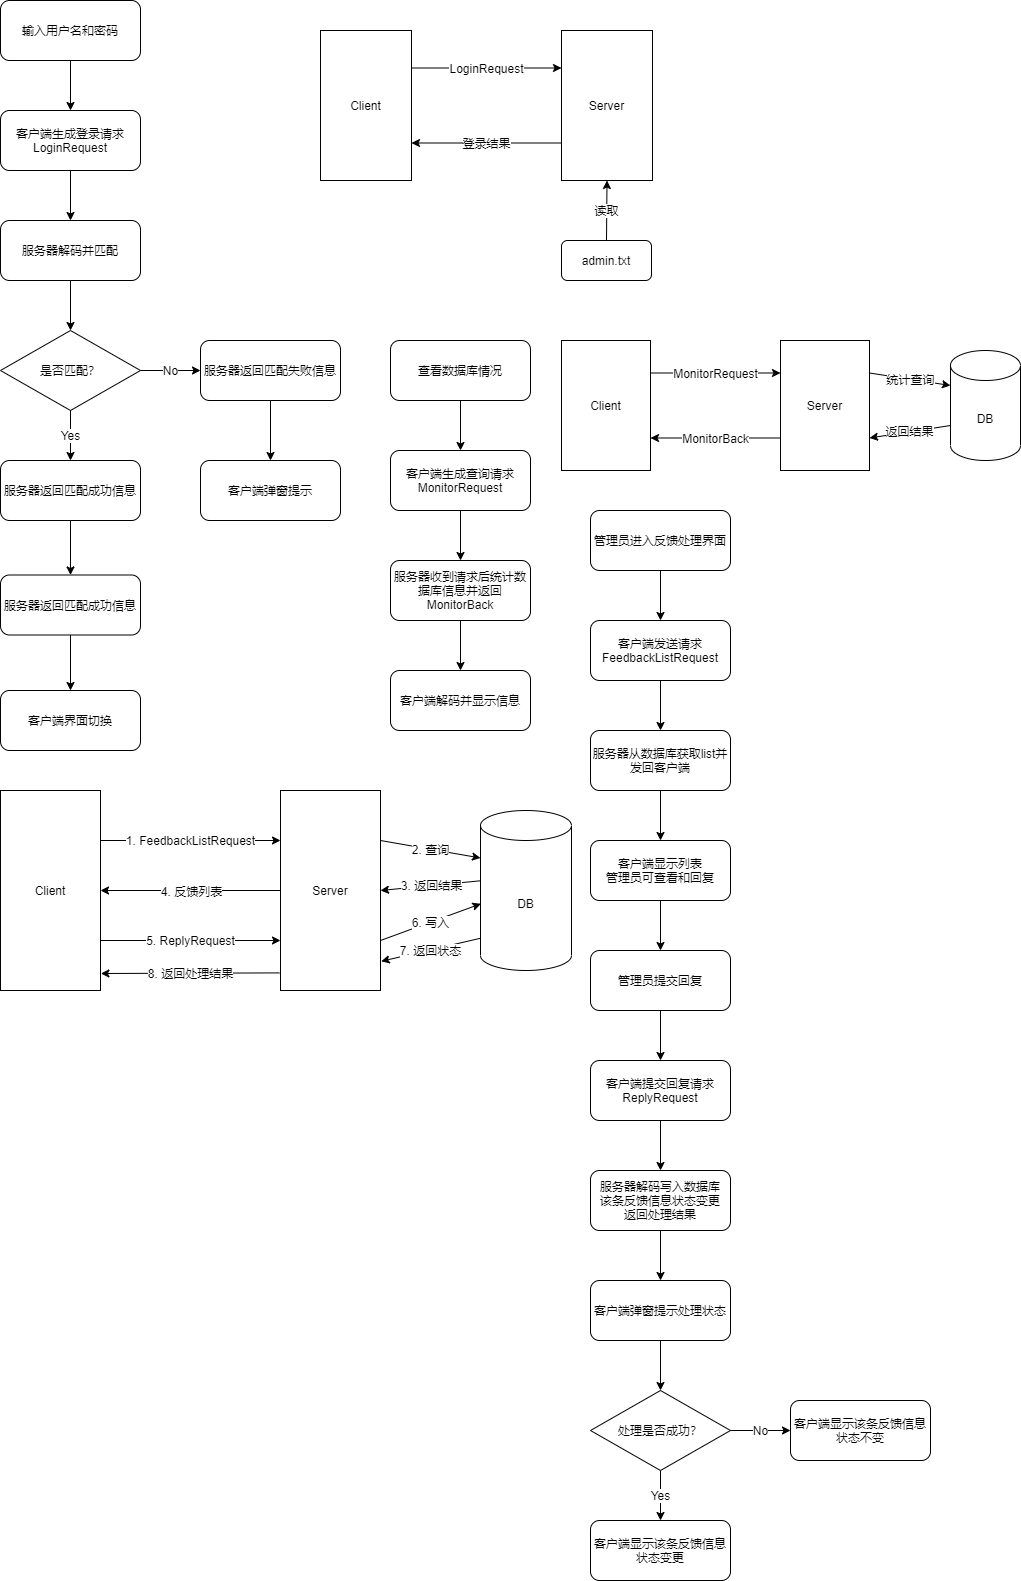 输入用户名和密码
客户端生成登录请求
LoginRequest
服务器解码并匹配
是否匹配？
No
服务器返回匹配失败信息
客户端弹窗提示
Yes
服务器返回匹配成功信息
服务器返回匹配成功信息
客户端界面切换
Client
LoginRequest
登录结果
Server
读取
admin.txt
查看数据库情况
客户端生成查询请求
MonitorRequest
服务器收到请求后统计数
据库信息并返回
MonitorBack
客户端解码并显示信息
Client
MonitorRequest
MonitorBack
Server
统计查询
返回结果
DB
Client
1. FeedbackListRequest
4. 反馈列表
5. ReplyRequest
8. 返回处理结果
Server
2. 查询
3. 返回结果
6. 写入
7. 返回状态
DB
管理员进入反馈处理界面
客户端发送请求
FeedbackListRequest
服务器从数据库获取list并
发回客户端
客户端显示列表
管理员可查看和回复
管理员提交回复
客户端提交回复请求
ReplyRequest
服务器解码写入数据库
该条反馈信息状态变更
返回处理结果
客户端弹窗提示处理状态
处理是否成功？
No
客户端显示该条反馈信息
状态不变
Yes
客户端显示该条反馈信息
状态变更